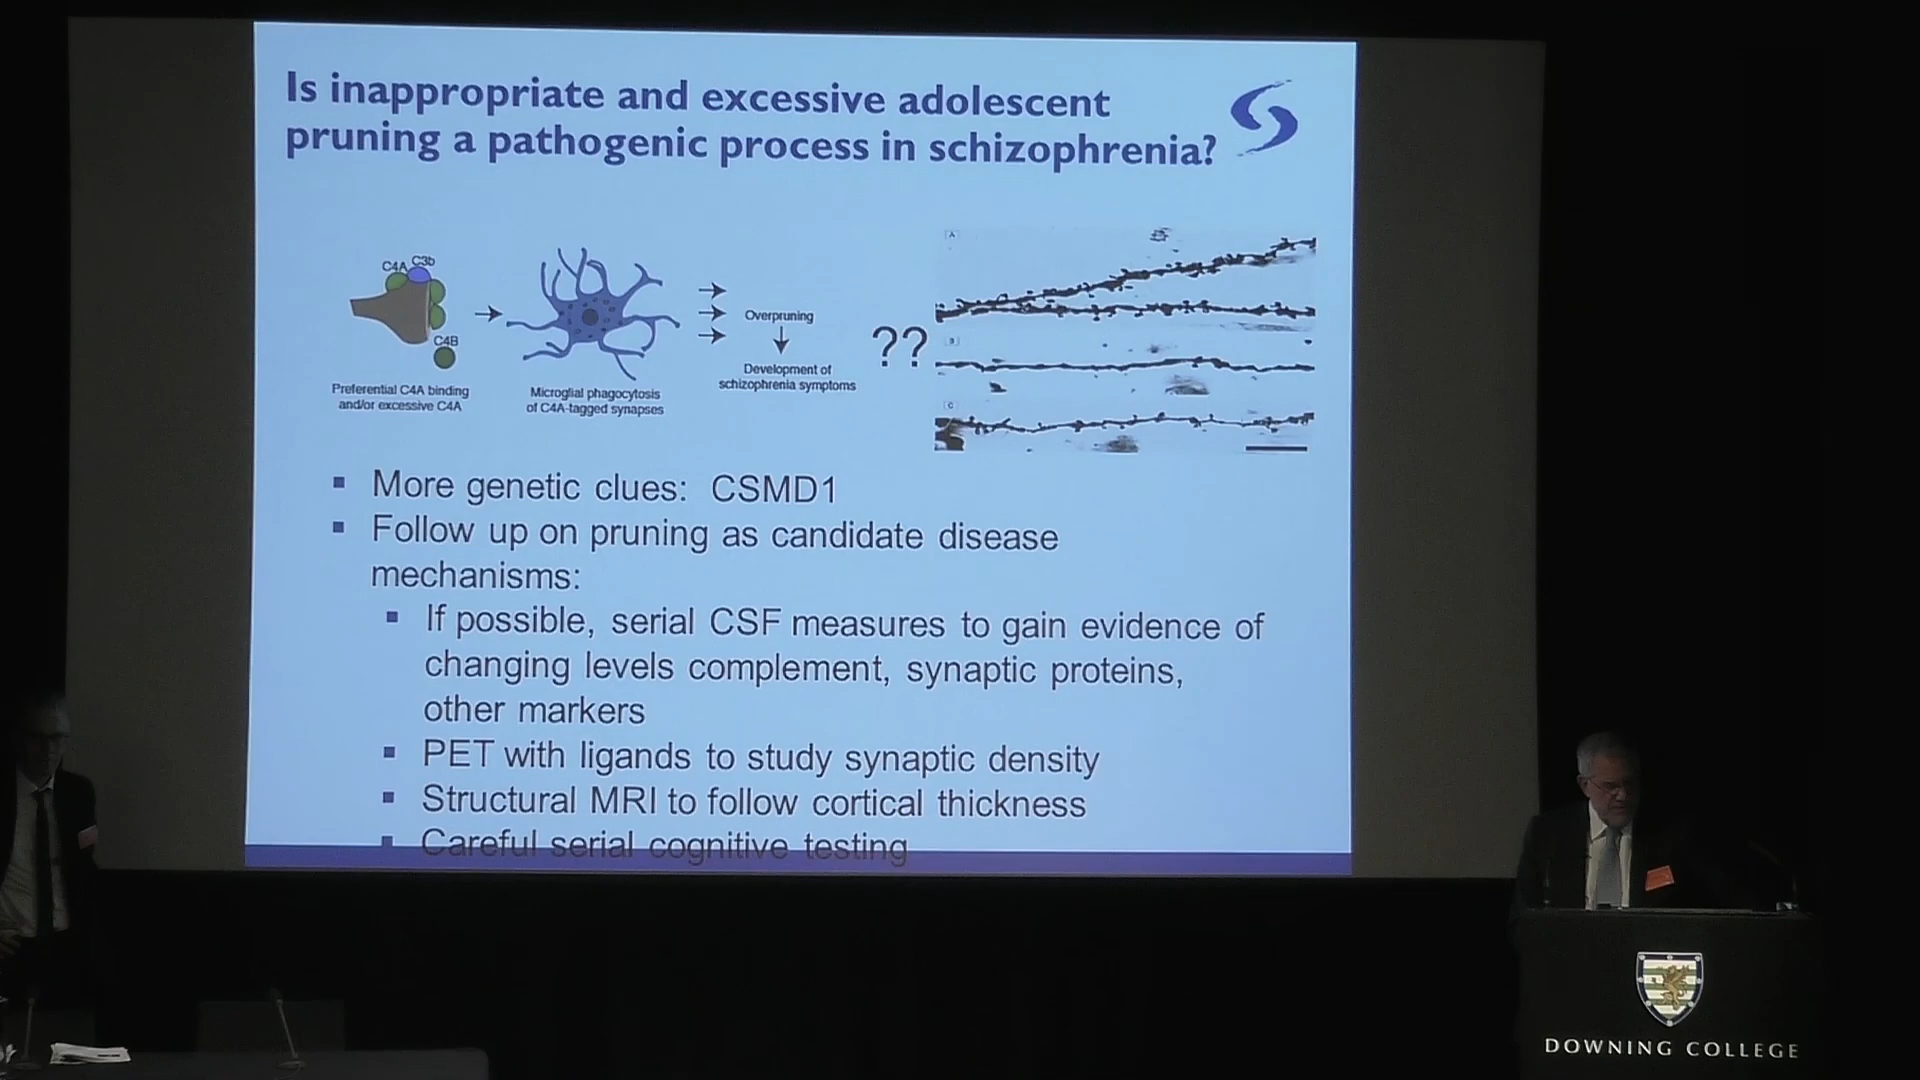 Is inappropriate and excessive adolescent
pruning a pathogenic process in schizophrenia?
C4A C3b
C4B
Preferential C4A binding
and/or excessive C4A
Microglial phagocytosis
of C4A-tagged synapses
Overpruning
Development of
schizophrenia symptoms
??
A
B
C
More genetic clues: CSMD1
Follow up on pruning as candidate disease
mechanisms:
If possible, serial CSF measures to gain evidence of
changing levels complement, synaptic proteins,
other markers
PET with ligands to study synaptic density
Structural MRI to follow cortical thickness
Careful serial cognitive testing
DOWNING COLLEGE